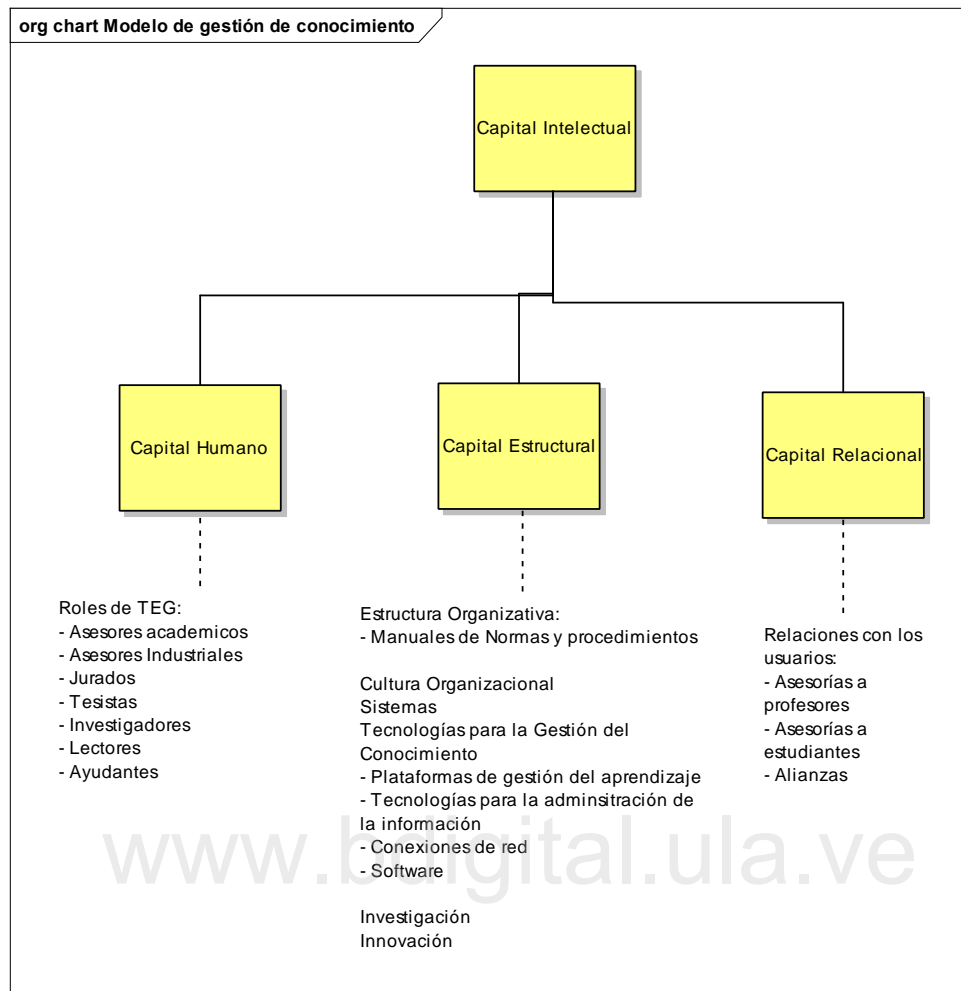 org chart Modelo de gestión de conocimiento
Capital Intelectual
Capital Humano
Capital Estructural
Capital Relacional
Roles de TEG:
- Asesores academicos
- Asesores Industriales
- Jurados
- Tesistas
- Investigadores
- Lectores
- Ayudantes
Estructura Organizativa:
- Manuales de Normas y procedimientos
Cultura Organizacional
Sistemas
Tecnologías para la Gestión del
Conocimiento
- Plataformas de gestión del aprendizaje
- Tecnologías para la adminsitración de
la información
- Conexiones de red
- Software
Investigación
Innovación
Relaciones con los
usuarios:
- Asesorías a
profesores
- Asesorías a
estudiantes
- Alianzas
www.bdigital.ula.ve